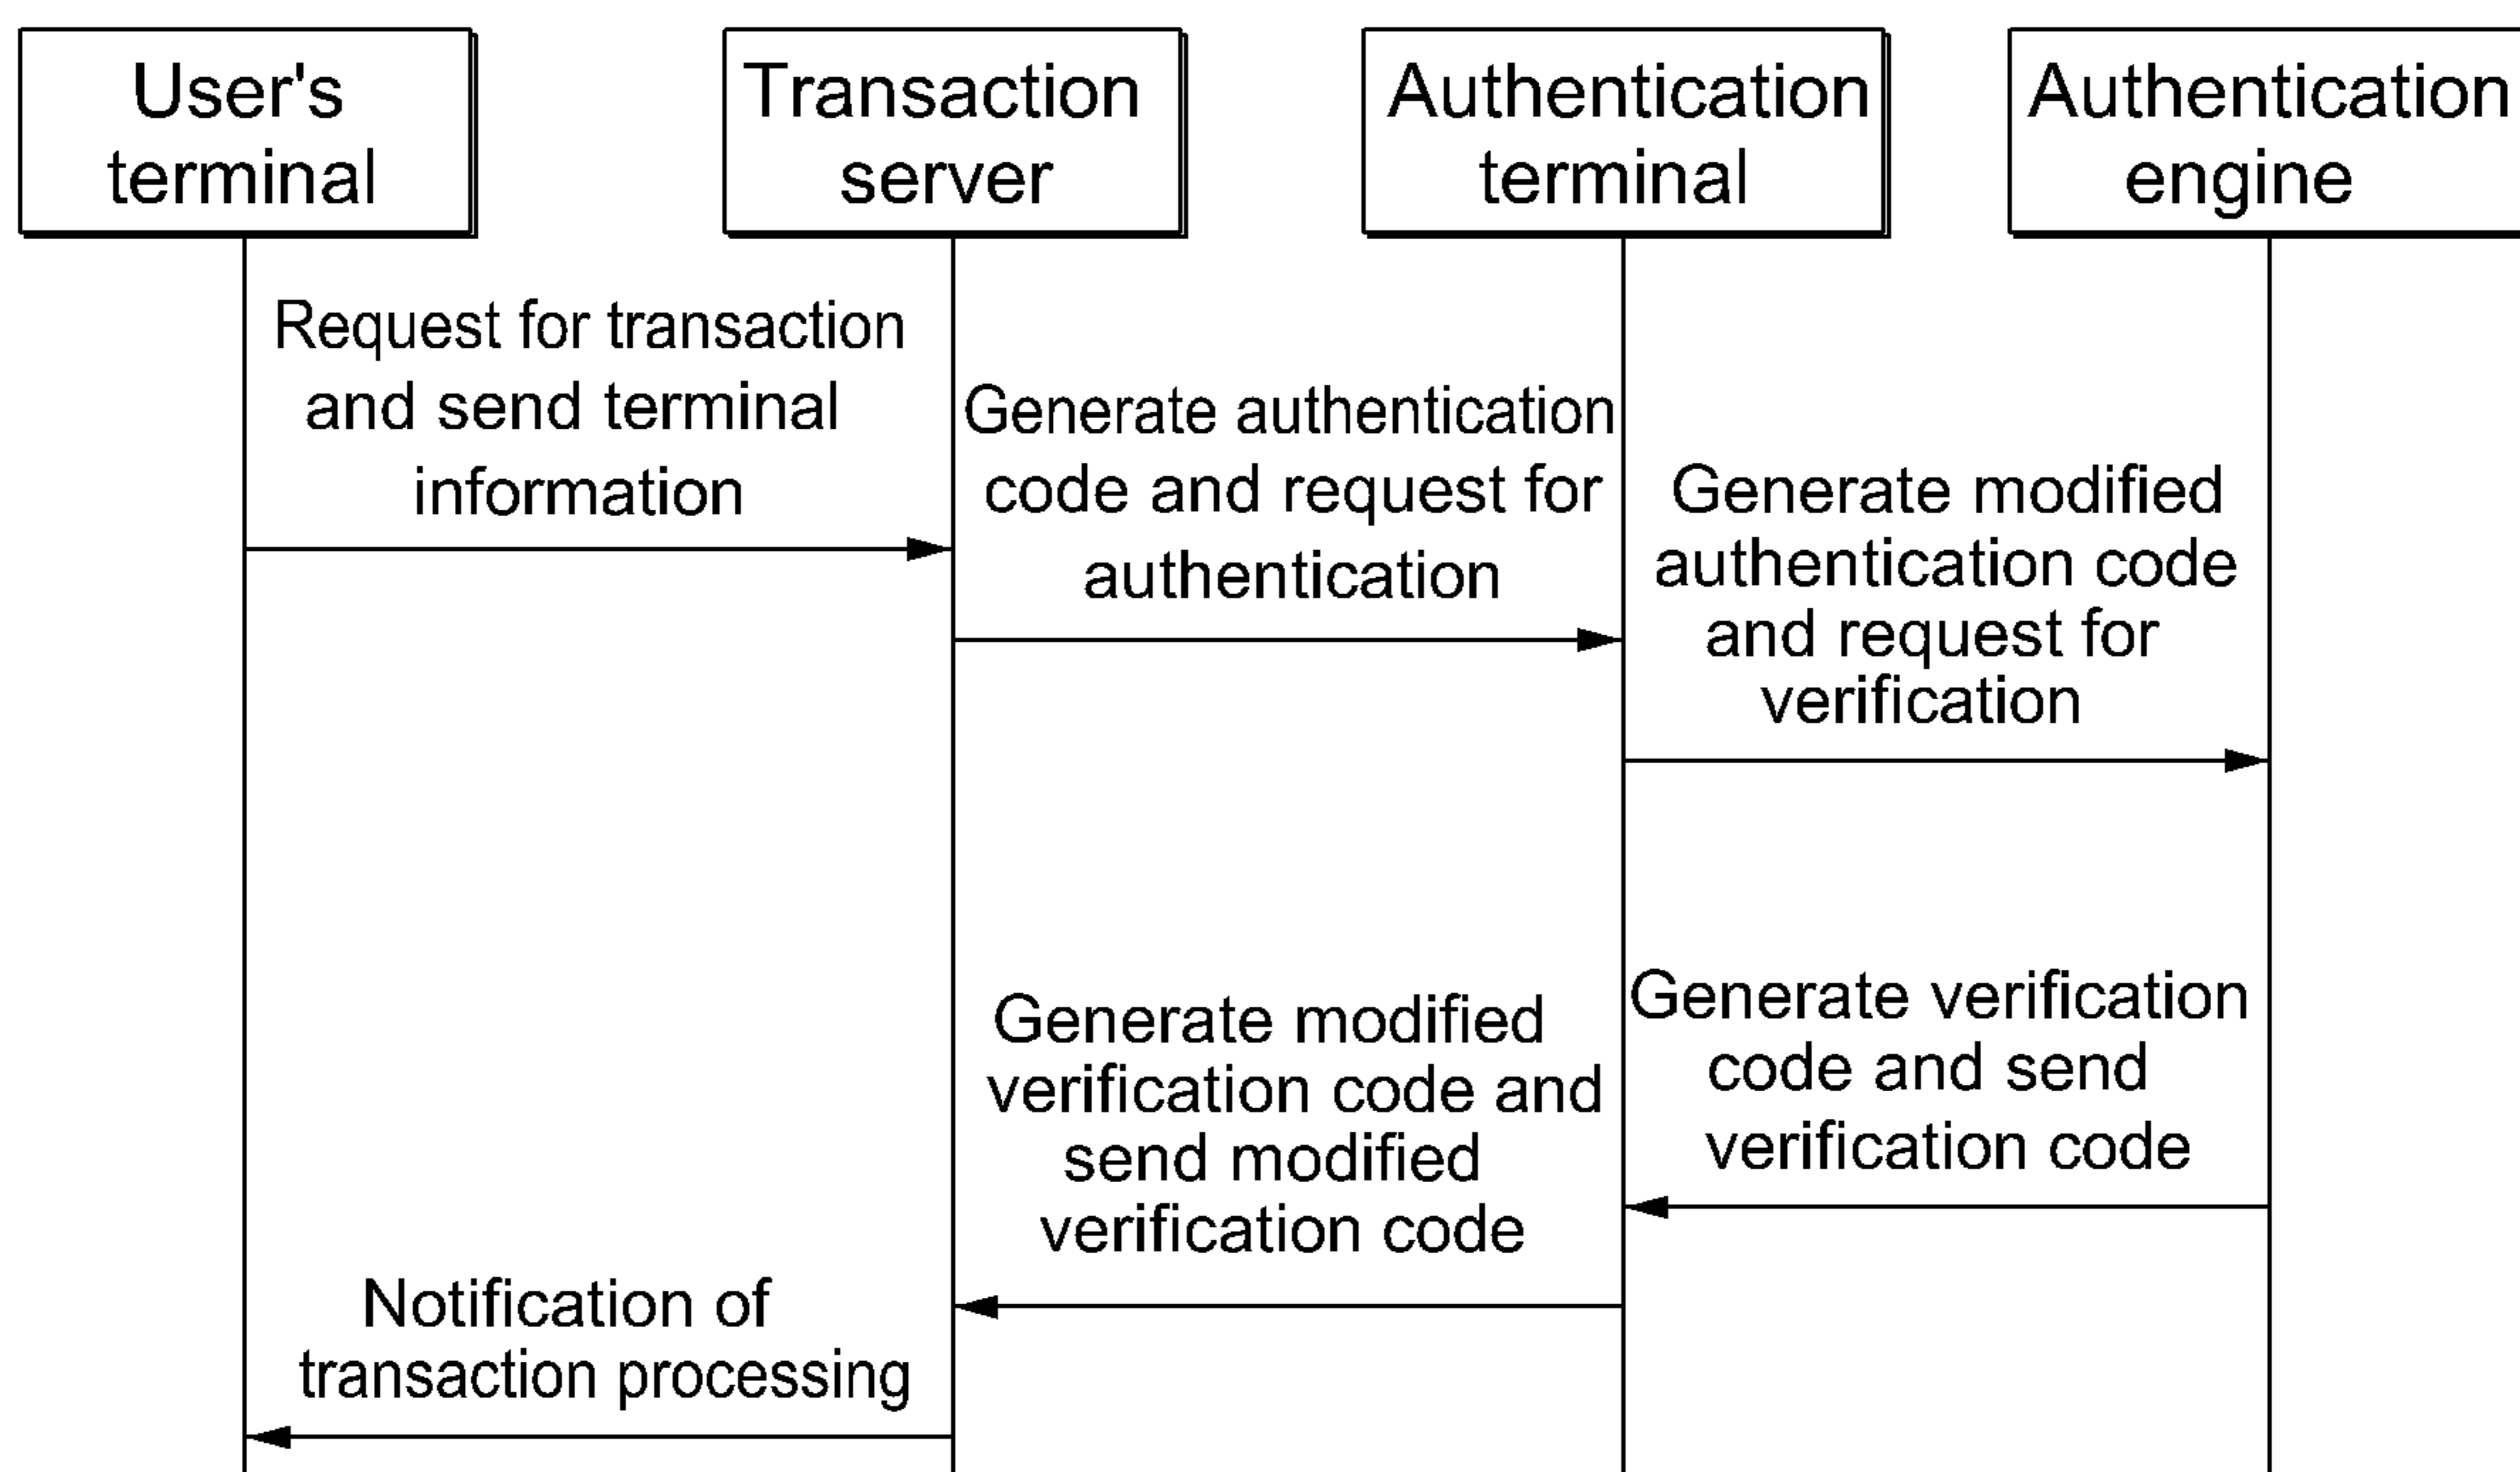 User's
terminal
Transaction
server
Authentication
terminal
Authentication
engine
Request for transaction
and send terminal
information
Generate authentication
code and request for
authentication
Generate modified
authentication code
and request for
verification
Generate verification
code and send
verification code
Generate modified
verification code and
send modified
verification code
Notification of
transaction processing